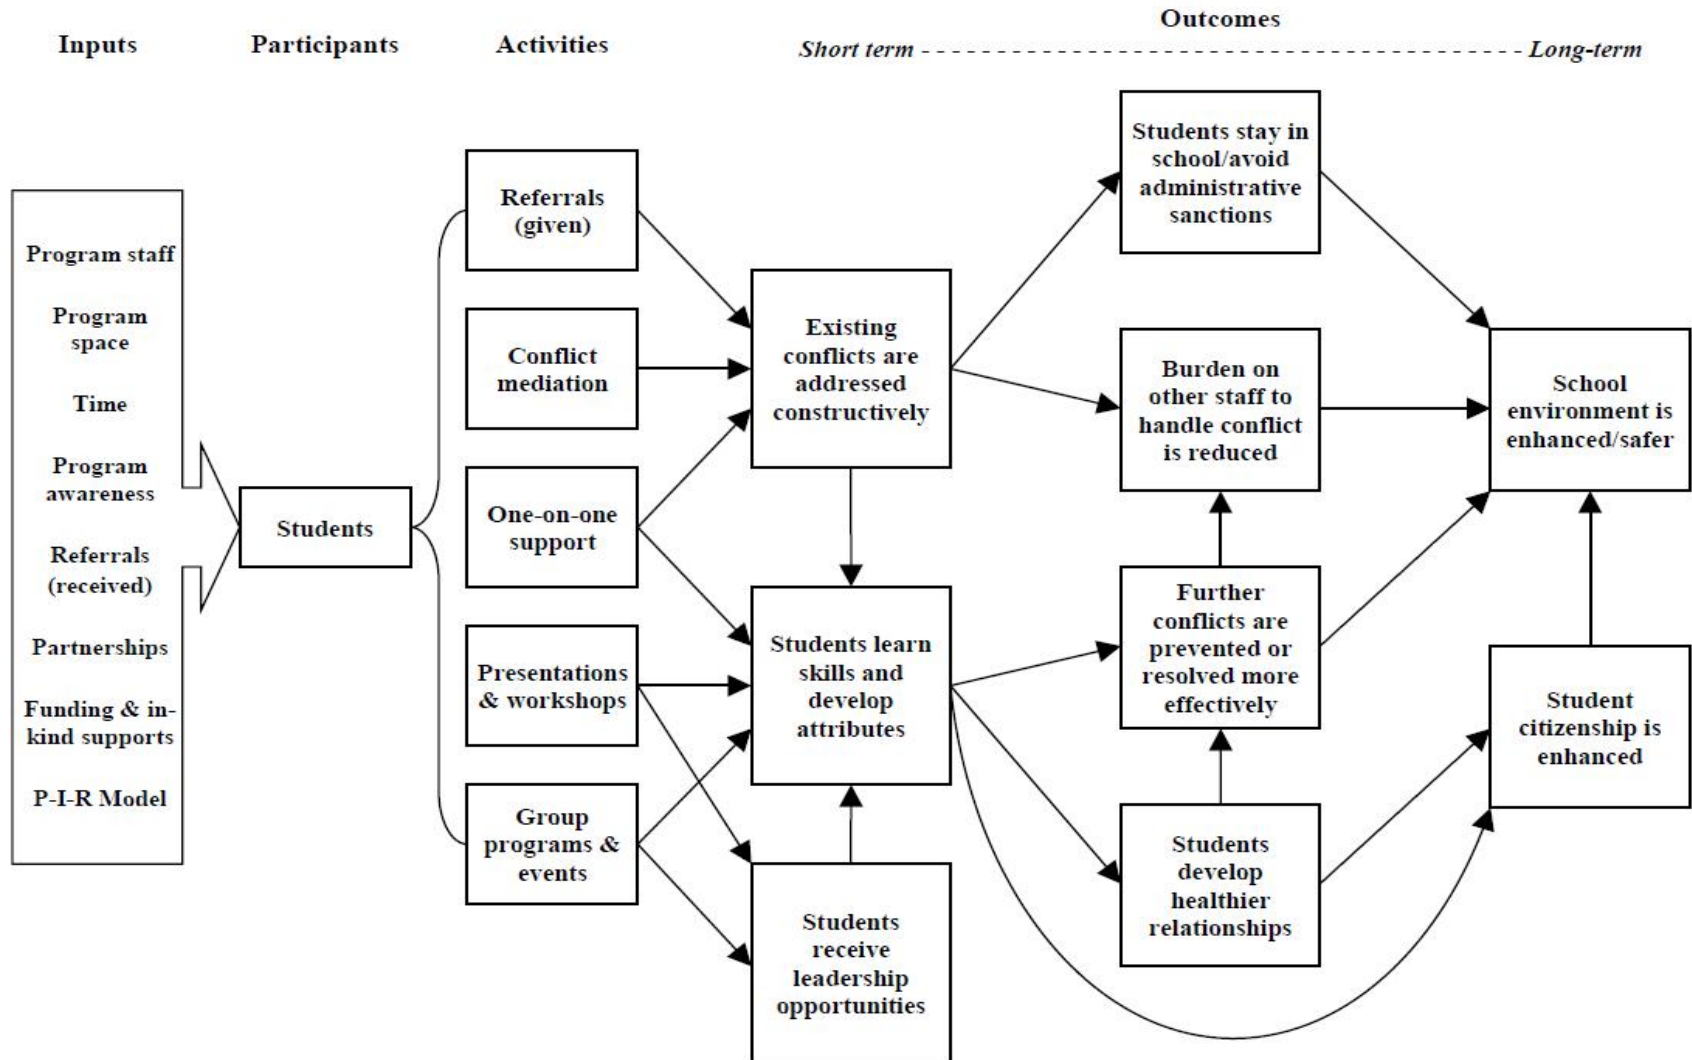 Outcomes
Inputs
Participants
Activities
Short term
Long-term
Program staff
Program
space
Time
Program
awareness
Referrals
(received)
Partnerships
Funding & in-
kind supports
P-I-R Model
Students
Referrals
(given)
Conflict
mediation
One-on-one
support
Presentations
& workshops
Group
programs &
events
Existing
conflicts are
addressed
constructively
Students learn
skills and
develop
attributes
Students
receive
leadership
opportunities
Students stay in
school/avoid
administrative
sanctions
Burden on
other staff to
handle conflict
is reduced
Further
conflicts are
prevented or
resolved more
effectively
Students
develop
healthier
relationships
School
environment is
enhanced/safer
Student
citizenship is
enhanced